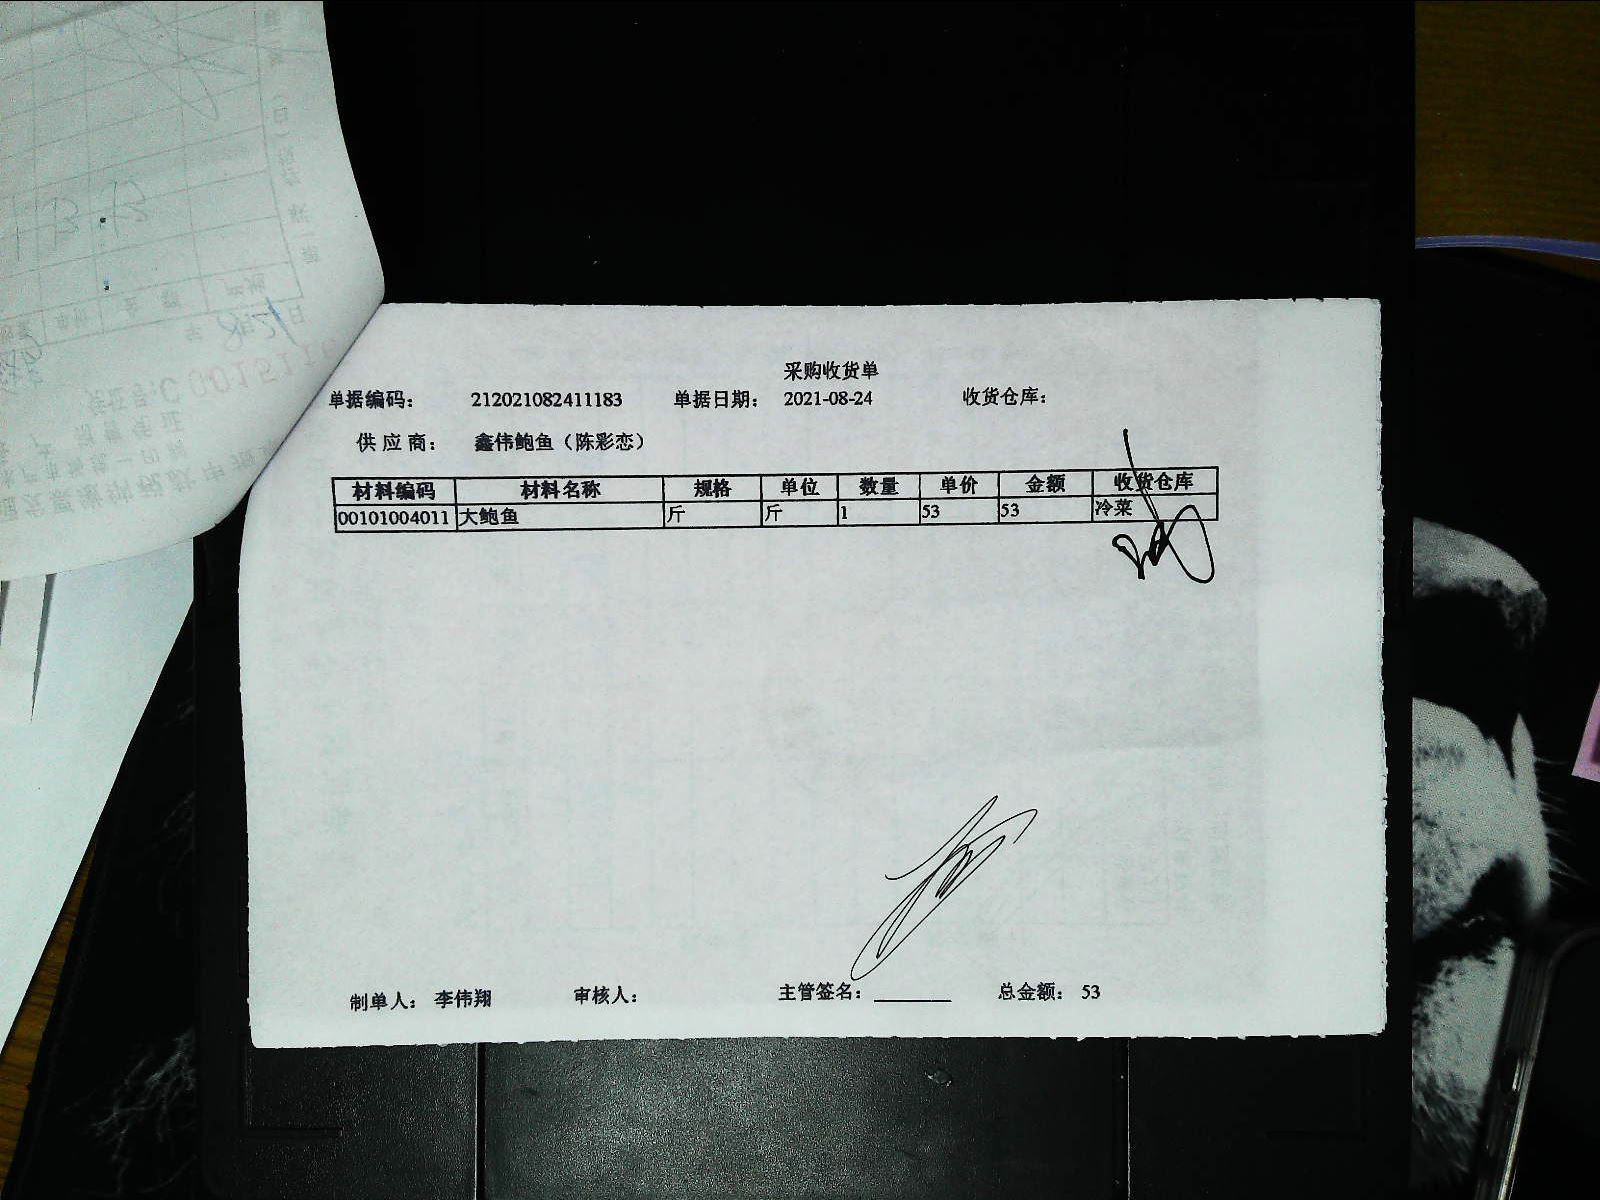 采购收货单
单据编码： 212021082411183 单据日期： 2021-08-24 收货仓库：
供 应 商： 鑫伟鲍鱼（陈彩恋）
材料编码 材料名称 规格 单位 数量 单价 金额 收货仓库
00101004011 大鲍鱼 斤 斤 1 53 53 冷菜
制单人： 李伟翔 审核人： 主管签名： 总金额： 53